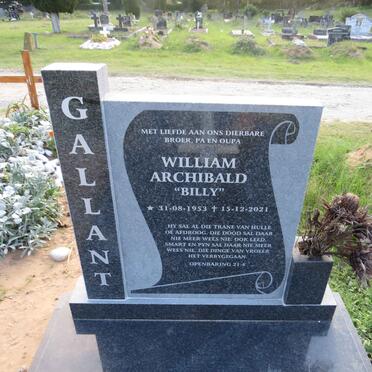 GALLANT
MET LIEFDE AAN ONS DIERBARE
BROER, PA EN OUPA
WILLIAM
ARCHIBALD
"BILLY"
★ 31-08-1953 ✝ 15-12-2021
HY SAL AL DIE TRANE VAN HULLE
OË AFDROOG. DIE DOOD SAL DAAR
NIE MEER WEES NIE. OOK LEED,
SMART EN PYN SAL DAAR NIE MEER
WEES NIE. DIE DINGE VAN VROEËR
HET VERBYGEGAAN
OPENBARING 21:4